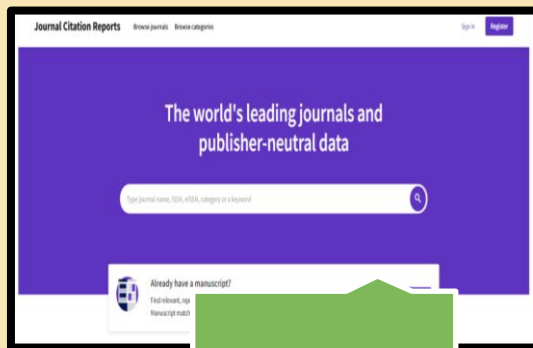 Journal Citation Reports Browse journals Browse categories Sign in Register
The world's leading journals and
publisher-neutral data
Type journal name, ISSN, eISSN, category or a keyword
Already have a manuscript?
Find relevant,
Manuscript match